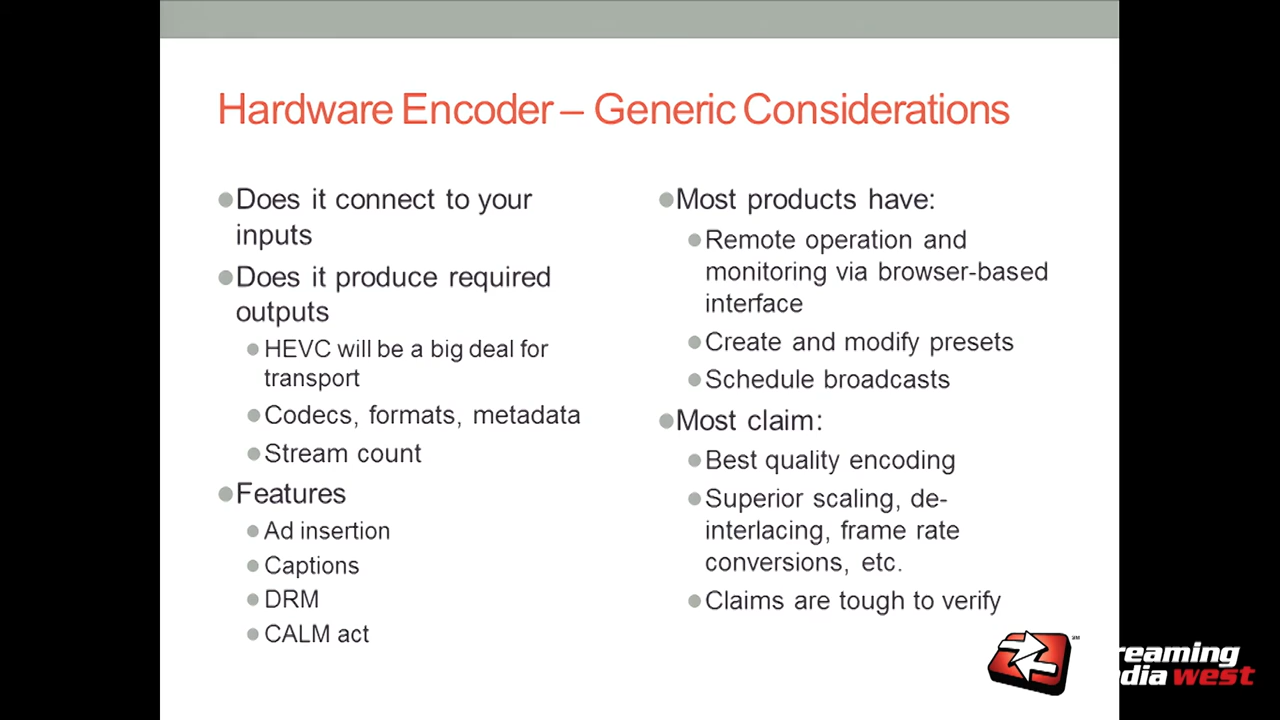 Hardware Encoder – Generic Considerations
Does it connect to your
inputs
Does it produce required
outputs
HEVC will be a big deal for
transport
Codecs, formats, metadata
Stream count
Features
Ad insertion
Captions
DRM
CALM act
Most products have:
Remote operation and
monitoring via browser-based
interface
Create and modify presets
Schedule broadcasts
Most claim:
Best quality encoding
Superior scaling, de-
interlacing, frame rate
conversions, etc.
Claims are tough to verify
SM
reaming
dia west